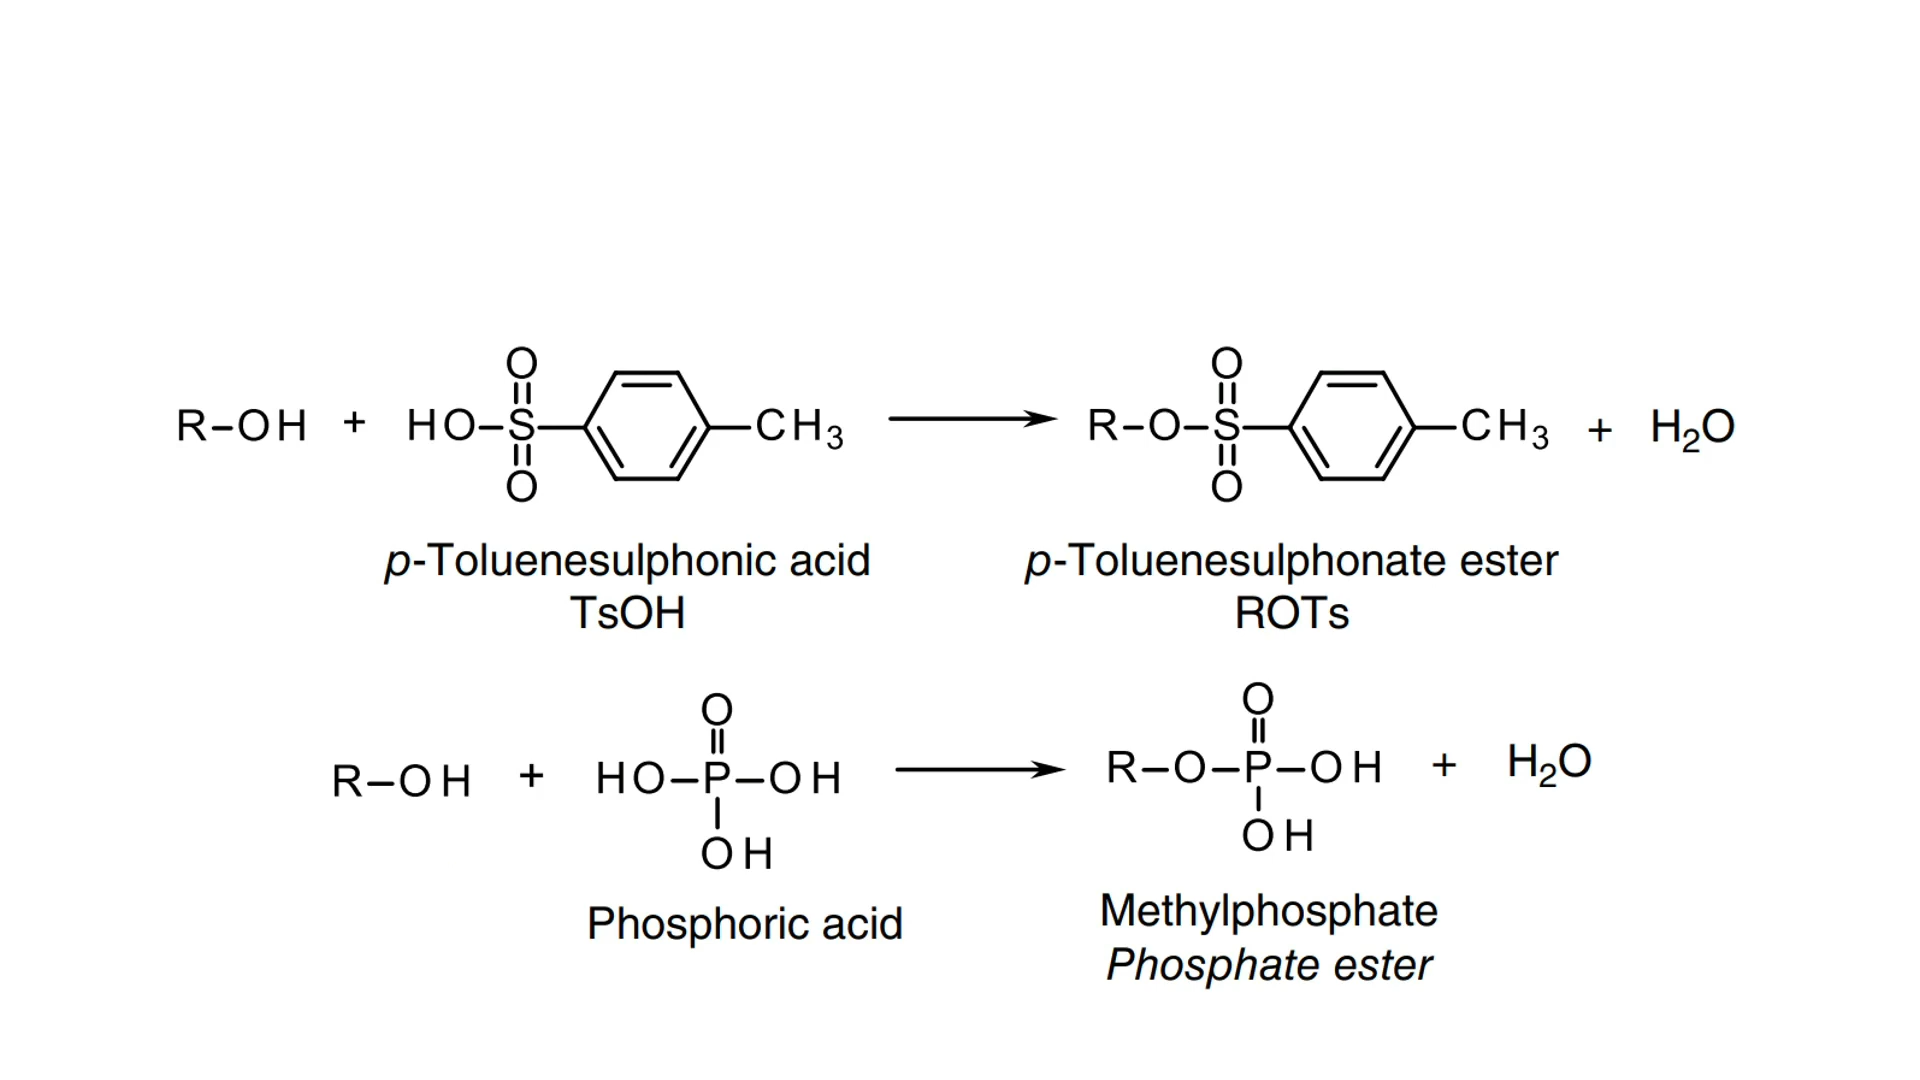 R-OH + HO-S(=O)(=O)-C₆H₄-CH₃ → R-O-S(=O)(=O)-C₆H₄-CH₃ + H₂O
p-Toluenesulphonic acid p-Toluenesulphonate ester
TsOH ROTs
R-OH + HO-P(=O)(OH)-OH → R-O-P(=O)(OH)-OH + H₂O
Phosphoric acid Methylphosphate
Phosphate ester